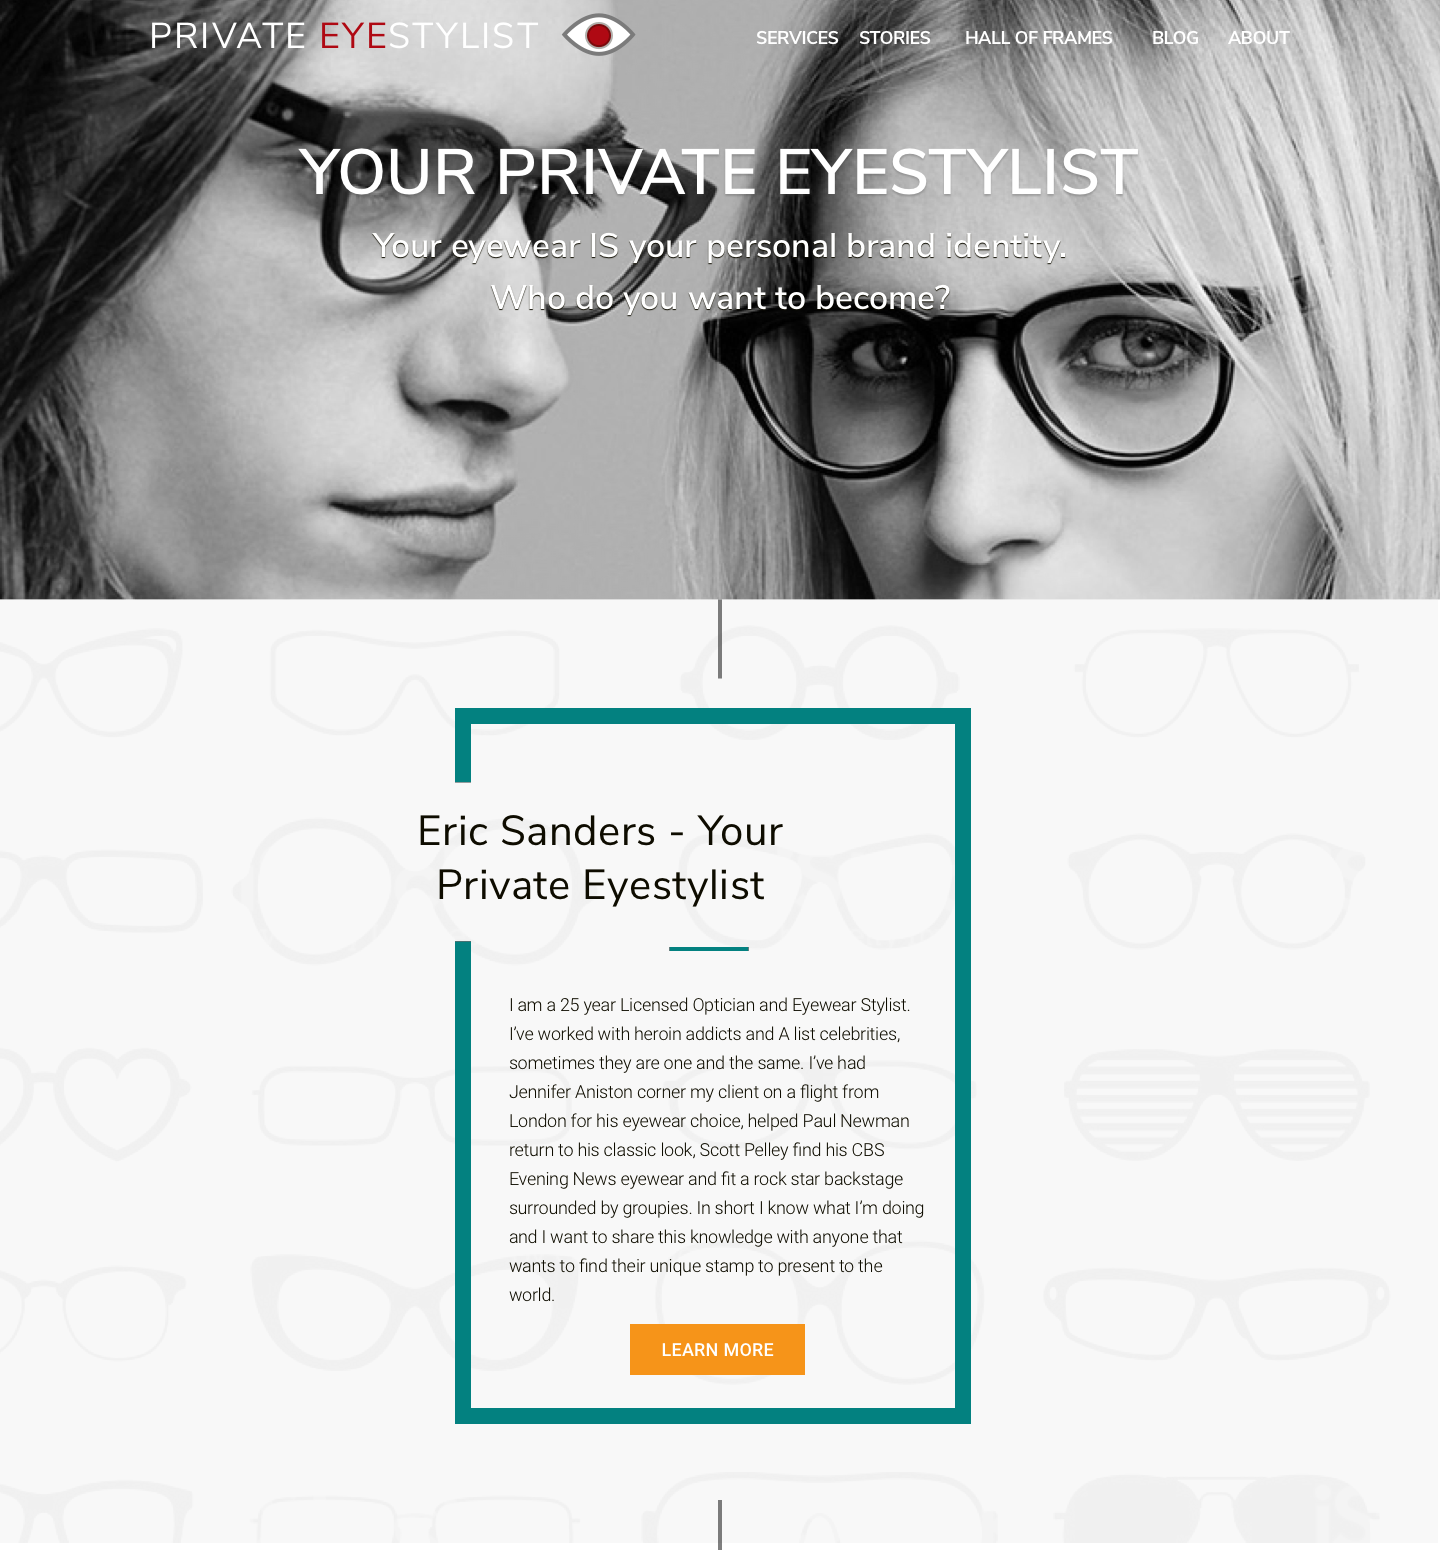 PRIVATE EYESTYLIST
SERVICES STORIES HALL OF FRAMES BLOG ABOUT
YOUR PRIVATE EYESTYLIST
Your eyewear IS your personal brand identity.
Who do you want to become?
Eric Sanders - Your
Private Eyestylist
I am a 25 year Licensed Optician and Eyewear Stylist.
I’ve worked with heroin addicts and A list celebrities,
sometimes they are one and the same. I’ve had
Jennifer Aniston corner my client on a flight from
London for his eyewear choice, helped Paul Newman
return to his classic look, Scott Pelley find his CBS
Evening News eyewear and fit a rock star backstage
surrounded by groupies. In short I know what I’m doing
and I want to share this knowledge with anyone that
wants to find their unique stamp to present to the
world.
LEARN MORE